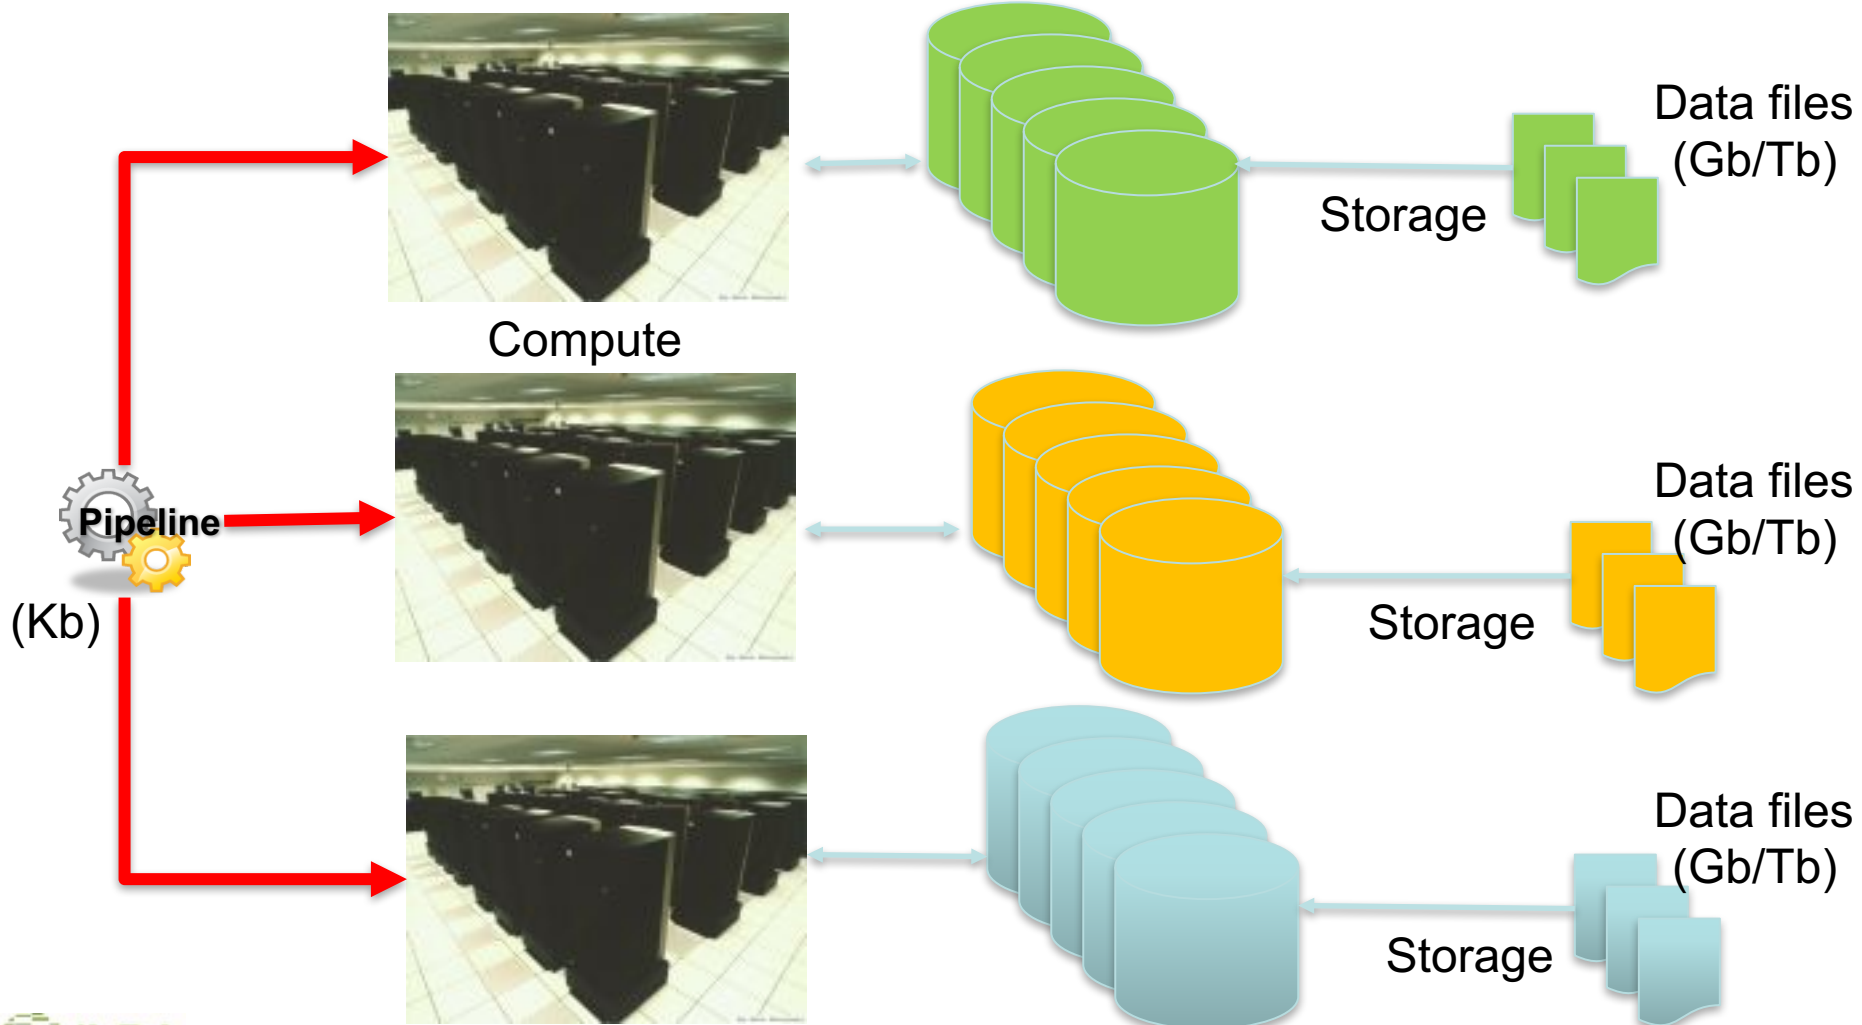 Data files
(Gb/Tb)
Storage
Compute
Data files
(Gb/Tb)
Pipeline
(Kb)
Storage
Data files
(Gb/Tb)
Storage